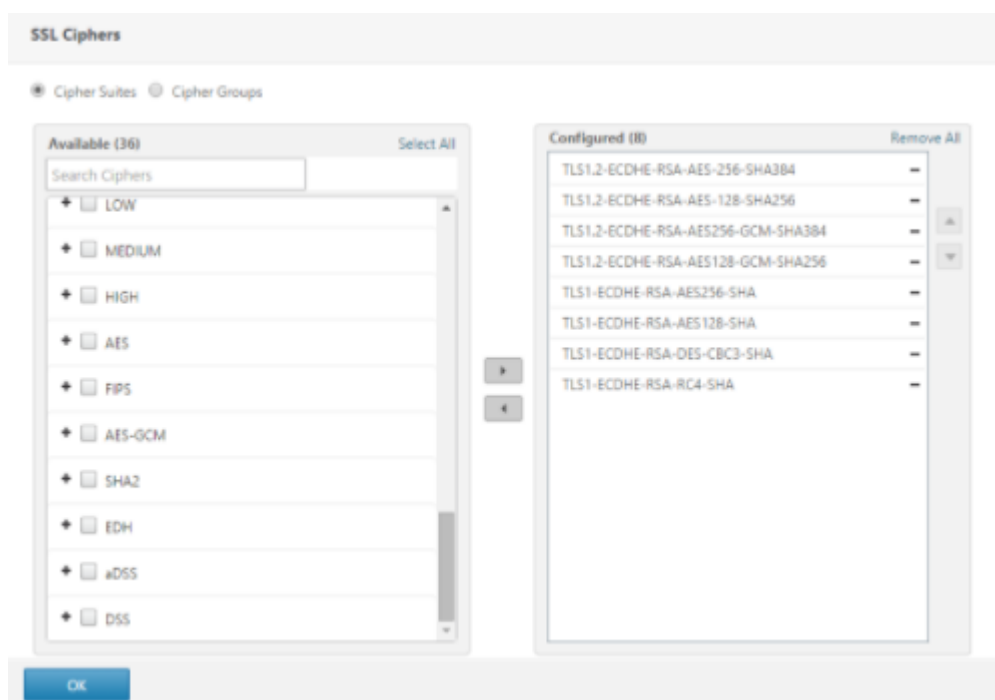 SSL Ciphers
Cipher Suites Cipher Groups
Available (36) Select All
Search Ciphers
LOW
MEDIUM
HIGH
AES
FIPS
AES-GCM
SHA2
EDH
aDSS
DSS
Configured (8) Remove All
TLS1.2-ECDHE-RSA-AES-256-SHA384
TLS1.2-ECDHE-RSA-AES-128-SHA256
TLS1.2-ECDHE-RSA-AES256-GCM-SHA384
TLS1.2-ECDHE-RSA-AES128-GCM-SHA256
TLS1-ECDHE-RSA-AES256-SHA
TLS1-ECDHE-RSA-AES128-SHA
TLS1-ECDHE-RSA-DES-CBC3-SHA
TLS1-ECDHE-RSA-RC4-SHA
OK